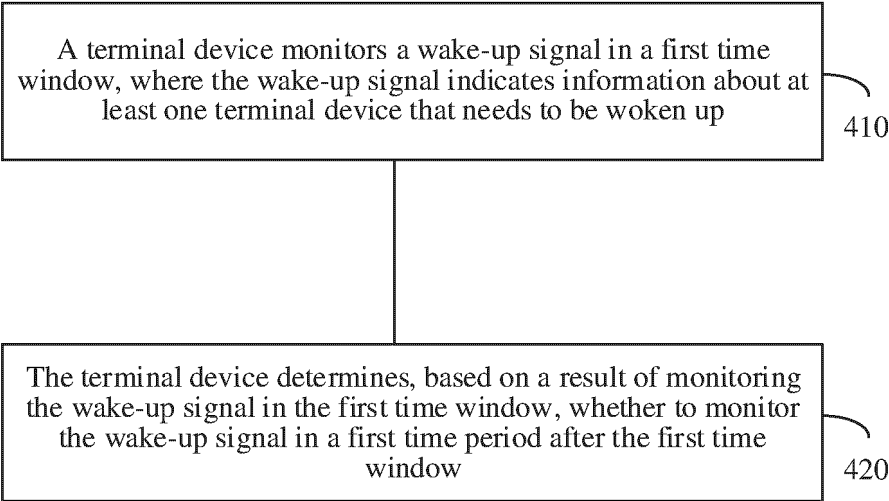 A terminal device monitors a wake-up signal in a first time
window, where the wake-up signal indicates information about at
least one terminal device that needs to be woken up
410
The terminal device determines, based on a result of monitoring
the wake-up signal in the first time window, whether to monitor
the wake-up signal in a first time period after the first time
window
420